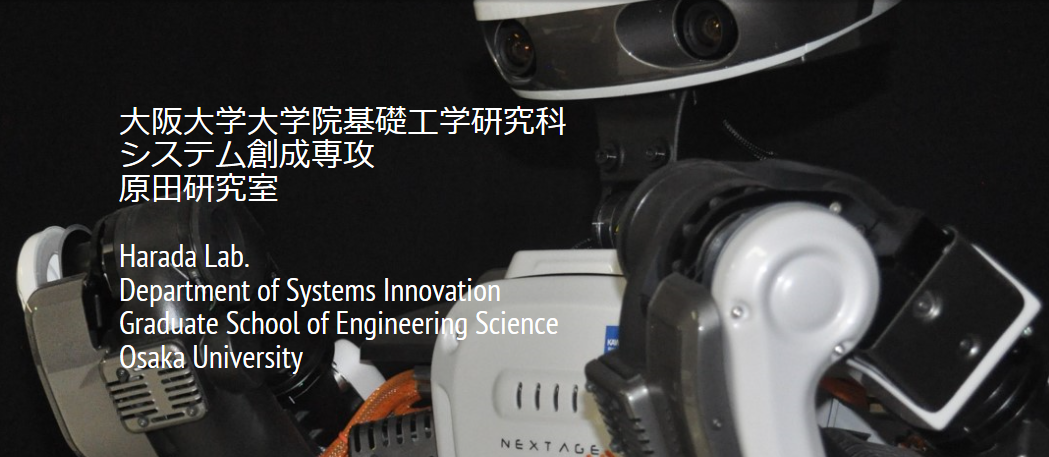 大阪大学大学院基礎工学研究科
システム創成専攻
原田研究室
Harada Lab.
Department of Systems Innovation
Graduate School of Engineering Science
Osaka University
NEXTAGE